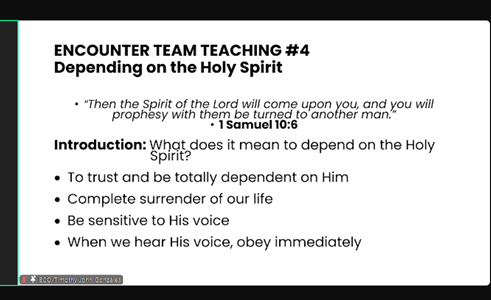 ENCOUNTER TEAM TEACHING #4
Depending on the Holy Spirit
• “Then the Spirit of the Lord will come upon you, and you will
prophesy with them be turned to another man.”
• 1 Samuel 10:6
Introduction: What does it mean to depend on the Holy
Spirit?
• To trust and be totally dependent on Him
• Complete surrender of our life
• Be sensitive to His voice
• When we hear His voice, obey immediately
Timothy John Gonzales